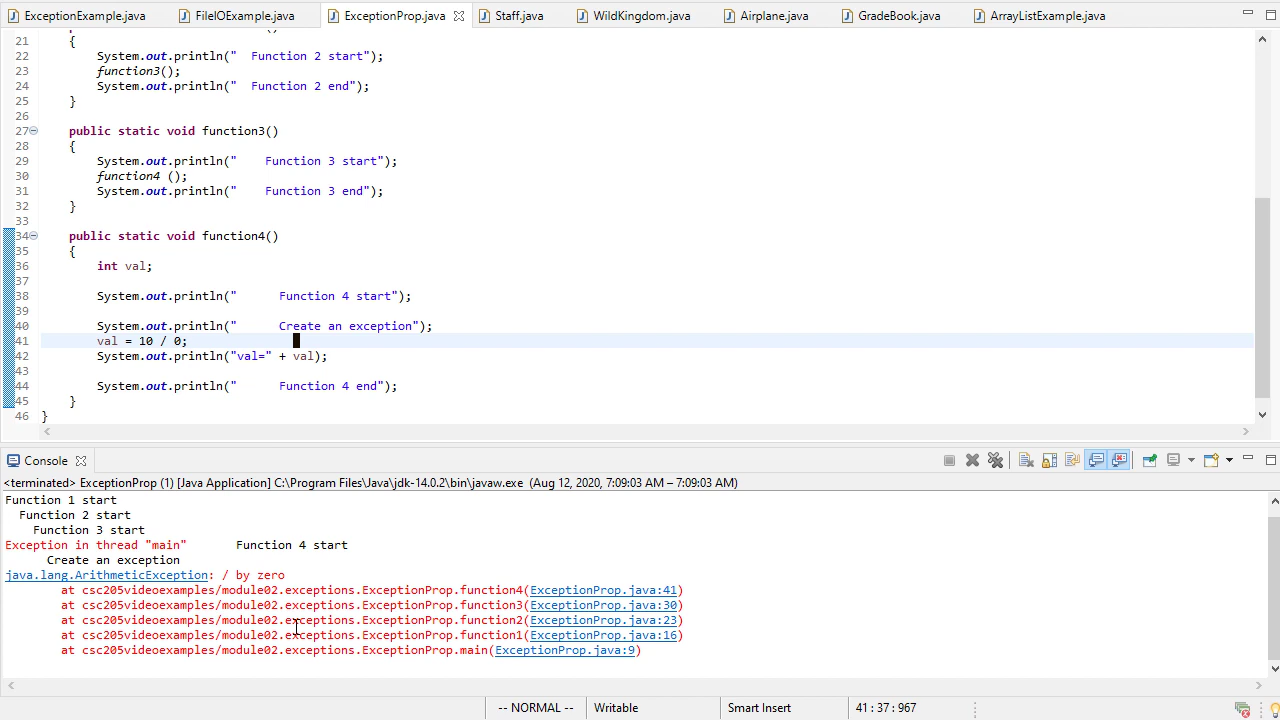 ExceptionExample.java FileIOExample.java ExceptionProp.java Staff.java WildKingdom.java Airplane.java GradeBook.java ArrayListExample.java
21 {
22 System.out.println("  Function 2 start");
23 function3();
24 System.out.println("  Function 2 end");
25 }
26
27 public static void function3()
28 {
29 System.out.println("    Function 3 start");
30 function4 ();
31 System.out.println("    Function 3 end");
32 }
33
34 public static void function4()
35 {
36 int val;
37
38 System.out.println("      Function 4 start");
39
40 System.out.println("      Create an exception");
41 val = 10 / 0;
42 System.out.println("val=" + val);
43
44 System.out.println("      Function 4 end");
45 }
46 }
Console
<terminated> ExceptionProp (1) [Java Application] C:\Program Files\Java\jdk-14.0.2\bin\javaw.exe (Aug 12, 2020, 7:09:03 AM – 7:09:03 AM)
Function 1 start
Function 2 start
Function 3 start
Exception in thread "main" Function 4 start
Create an exception
java.lang.ArithmeticException: / by zero
at csc205videoexamples/module02.exceptions.ExceptionProp.function4(ExceptionProp.java:41)
at csc205videoexamples/module02.exceptions.ExceptionProp.function3(ExceptionProp.java:30)
at csc205videoexamples/module02.exceptions.ExceptionProp.function2(ExceptionProp.java:23)
at csc205videoexamples/module02.exceptions.ExceptionProp.function1(ExceptionProp.java:16)
at csc205videoexamples/module02.exceptions.ExceptionProp.main(ExceptionProp.java:9)
-- NORMAL -- Writable Smart Insert 41 : 37 : 967